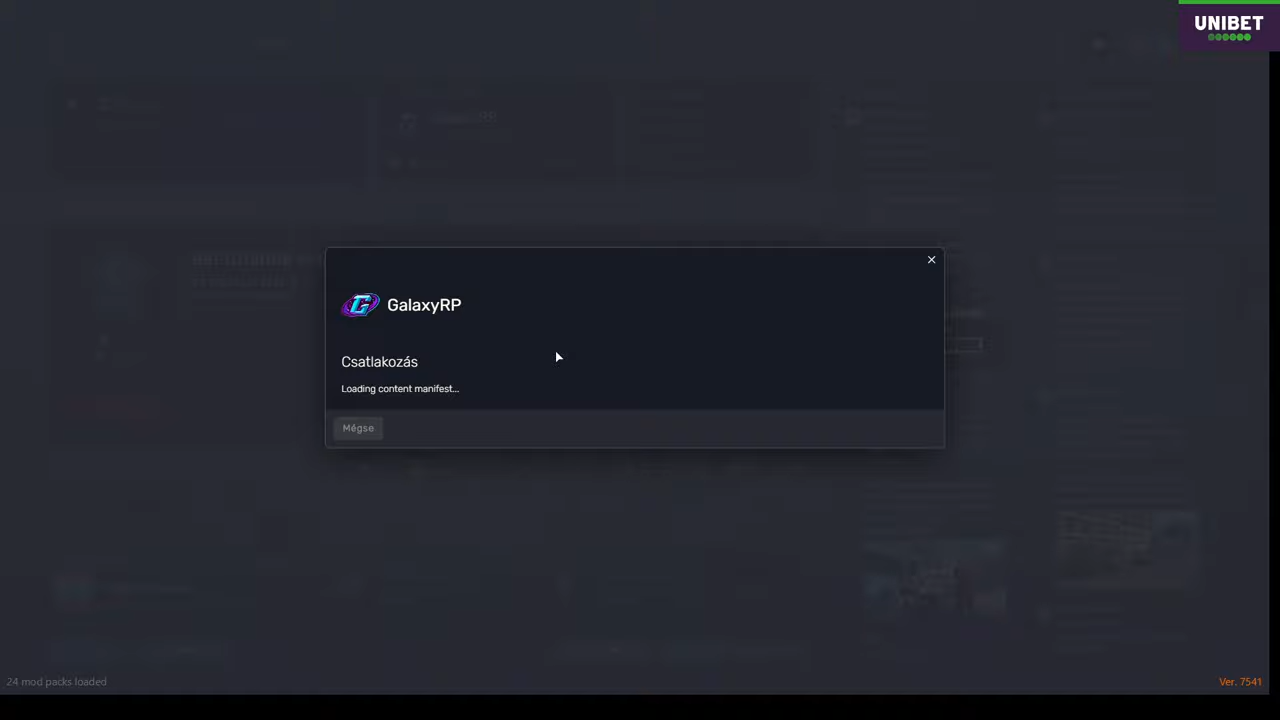 UNIBET
GalaxyRP
Csatlakozás
Loading content manifest...
Mégse
24 mod packs loaded
Ver. 7541